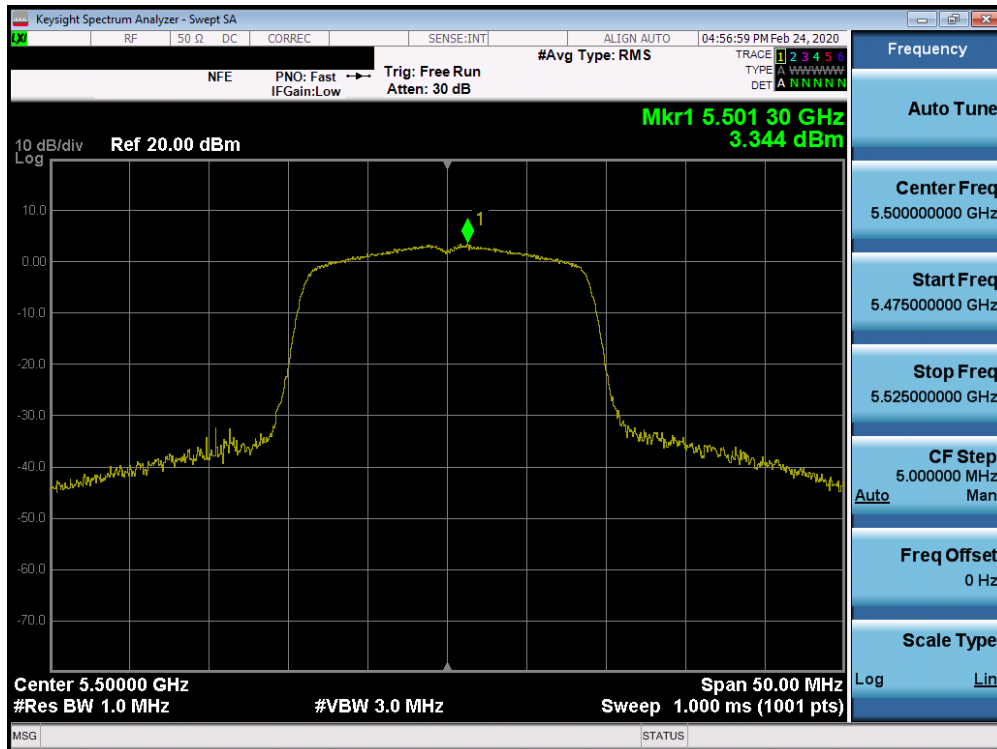 Keysight Spectrum Analyzer - Swept SA
LXI RF 50 Ω DC CORREC SENSE:INT ALIGN AUTO 04:56:59 PM Feb 24, 2020
NFE PNO: Fast Trig: Free Run #Avg Type: RMS TRACE 1 2 3 4 5 6
IFGain:Low Atten: 30 dB TYPE A WWWWW
DET A N N N N N
Mkr1 5.501 30 GHz
3.344 dBm
10 dB/div Ref 20.00 dBm
Log
10.0
0.00
-10.0
-20.0
-30.0
-40.0
-50.0
-60.0
-70.0
1
Center 5.50000 GHz Span 50.00 MHz
#Res BW 1.0 MHz #VBW 3.0 MHz Sweep 1.000 ms (1001 pts)
MSG STATUS
Frequency
Auto Tune
Center Freq
5.500000000 GHz
Start Freq
5.475000000 GHz
Stop Freq
5.525000000 GHz
CF Step
5.000000 MHz
Auto Man
Freq Offset
0 Hz
Scale Type
Log Lin